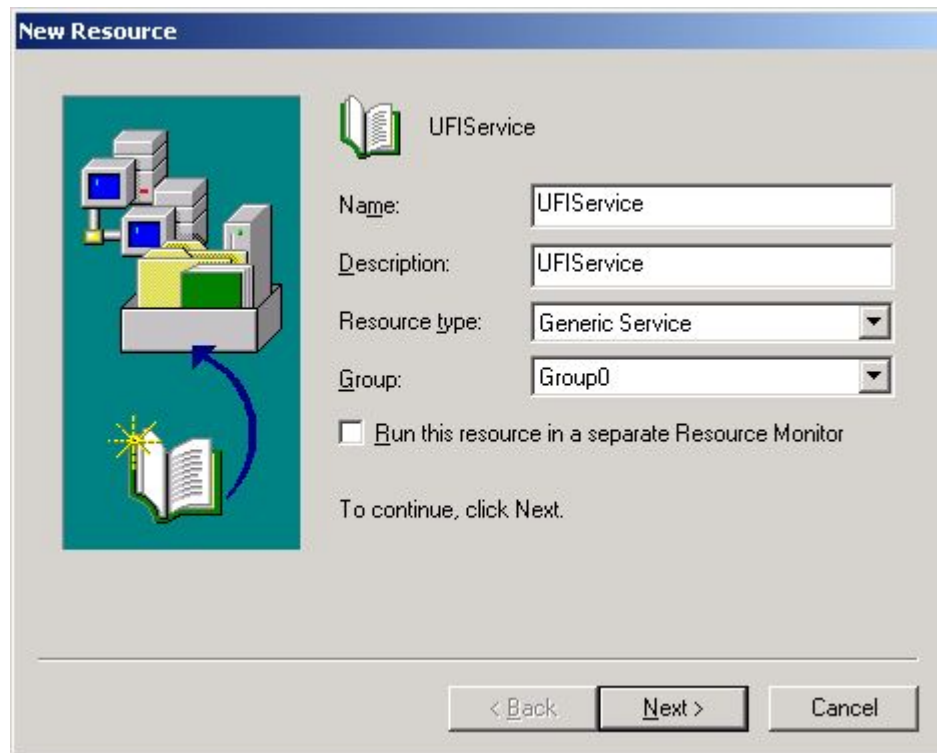 New Resource
UFIService
Name: UFIService
Description: UFIService
Resource type: Generic Service
Group: Group0
Run this resource in a separate Resource Monitor
To continue, click Next.
< Back Next > Cancel